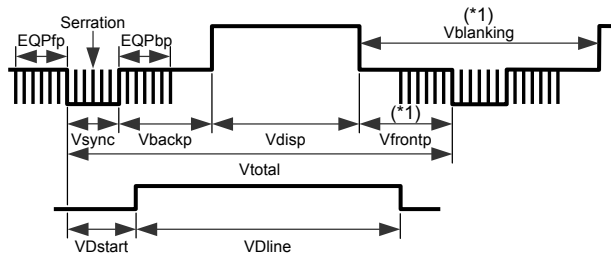 Serration
(*1)
EQPfp
EQPbp
Vblanking
(*1)
Vsync
Vbackp
Vdisp
Vfrontp
Vtotal
VDstart
VDline